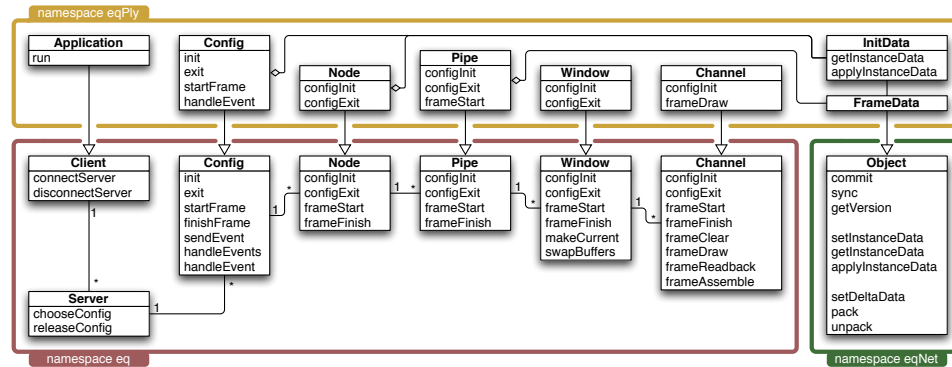 namespace eqPly
Application
run
Config
init
exit
startFrame
handleEvent
Node
configInit
configExit
Pipe
configInit
configExit
frameStart
Window
configInit
configExit
Channel
configInit
frameDraw
InitData
getInstanceData
applyInstanceData
FrameData
Client
connectServer
disconnectServer
1
*
Server
chooseConfig
releaseConfig
1
*
Config
init
exit
startFrame
finishFrame
sendEvent
handleEvents
handleEvent
1
*
Node
configInit
configExit
frameStart
frameFinish
1
*
Pipe
configInit
configExit
frameStart
frameFinish
1
*
Window
configInit
configExit
frameStart
frameFinish
makeCurrent
swapBuffers
1
*
Channel
configInit
configExit
frameStart
frameFinish
frameClear
frameDraw
frameReadback
frameAssemble
Object
commit
sync
getVersion
setInstanceData
getInstanceData
applyInstanceData
setDeltaData
pack
unpack
namespace eq
namespace eqNet